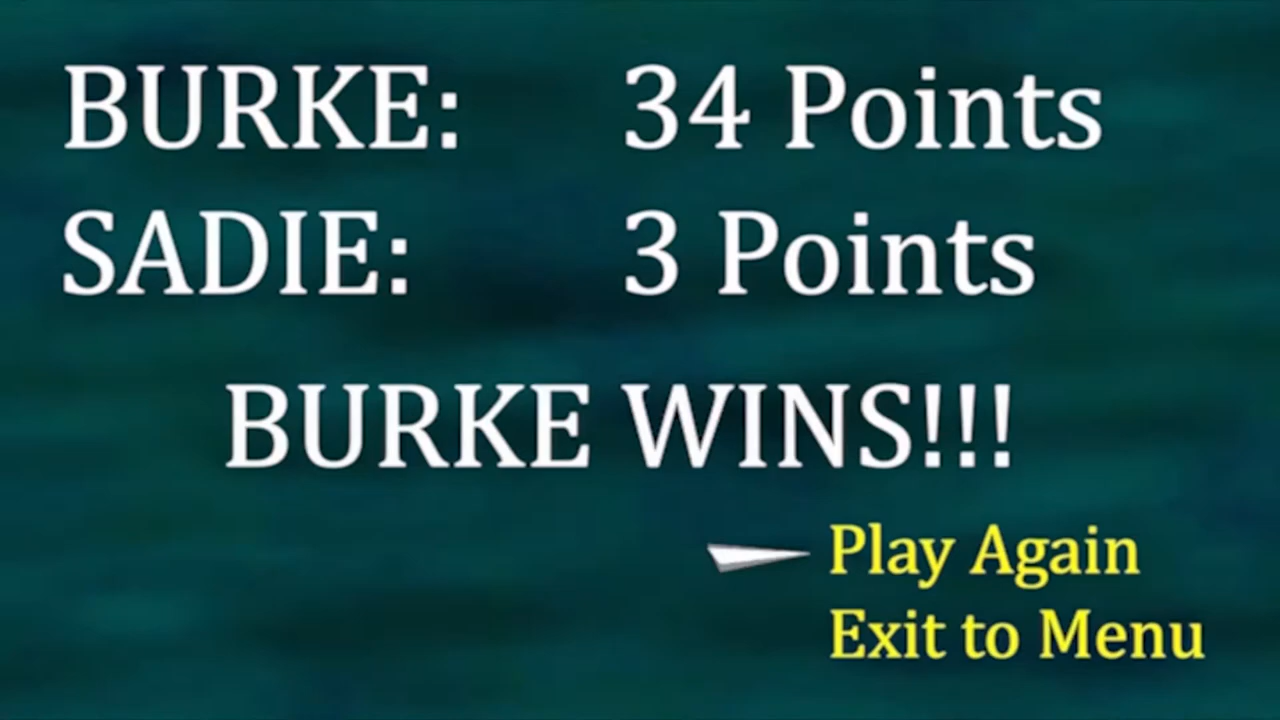 BURKE: 34 Points
SADIE: 3 Points
BURKE WINS!!!
Play Again
Exit to Menu